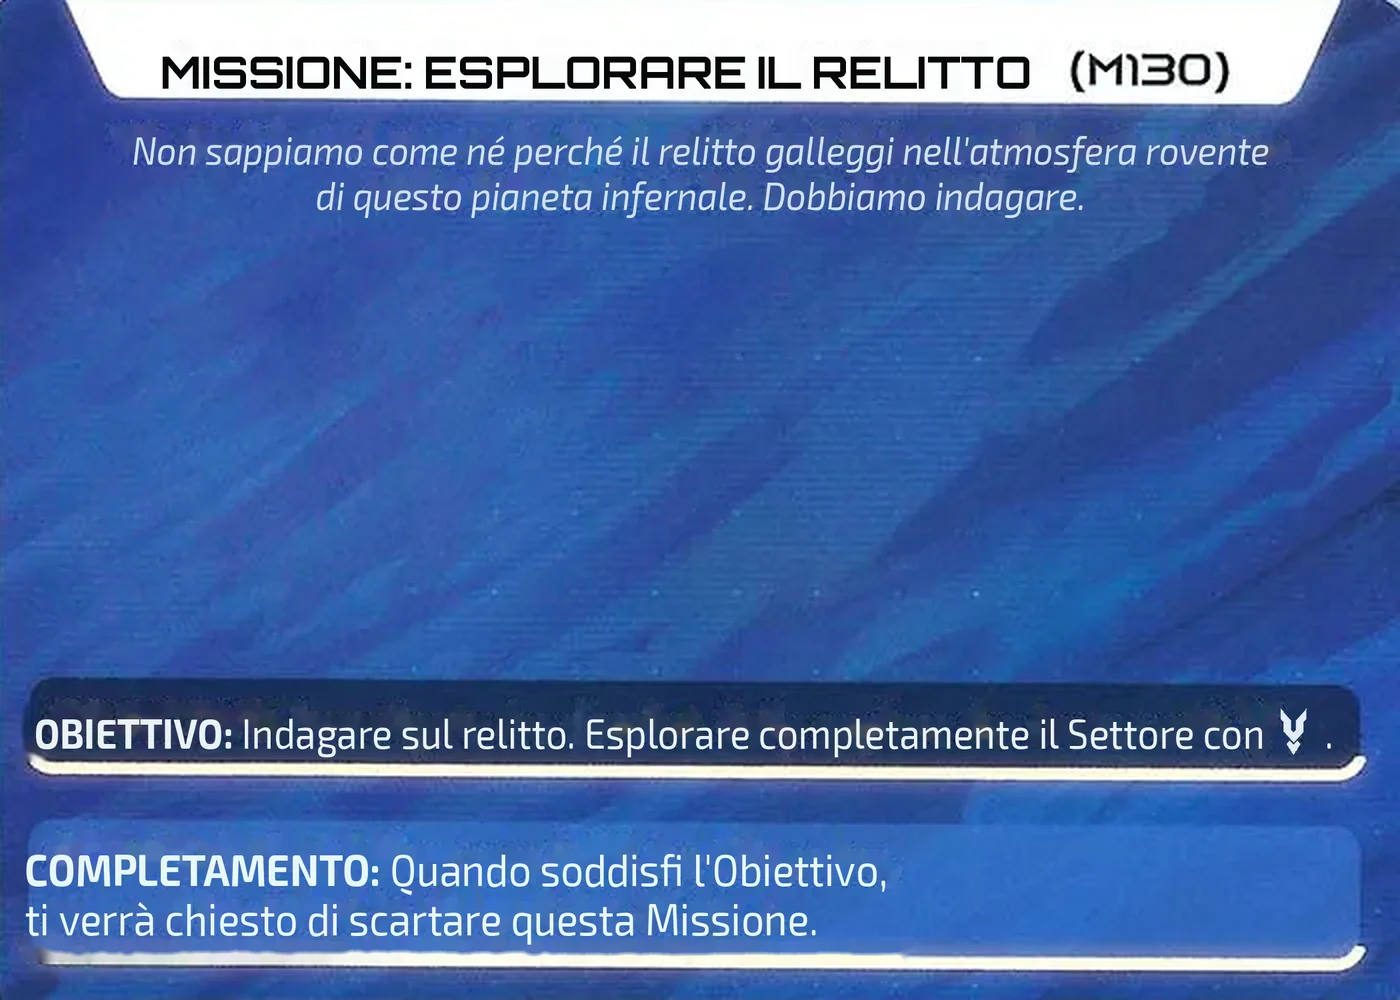 MISSIONE: ESPLORARE IL RELITTO (M130)
Non sappiamo come né perché il relitto galleggi nell'atmosfera rovente
di questo pianeta infernale. Dobbiamo indagare.
OBIETTIVO: Indagare sul relitto. Esplorare completamente il Settore con .
COMPLETAMENTO: Quando soddisfi l'Obiettivo,
ti verrà chiesto di scartare questa Missione.